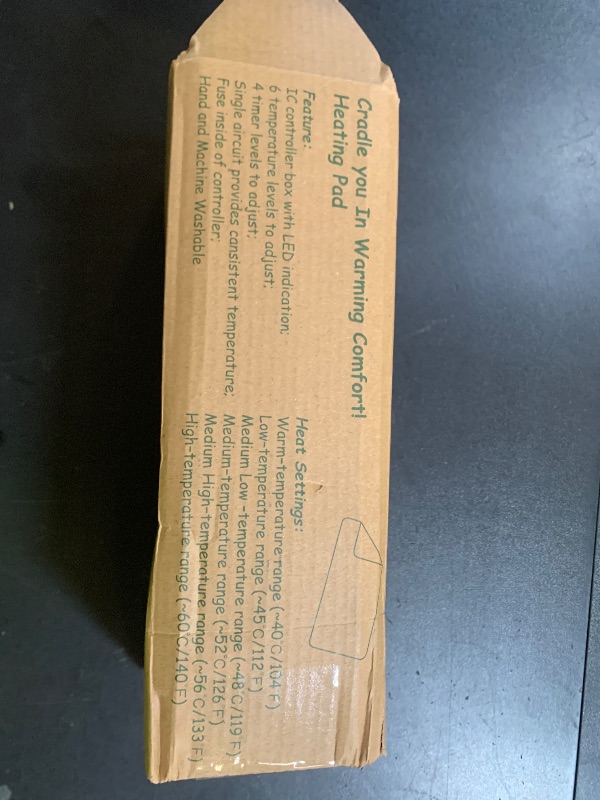 Cradle you In Warming Comfort!
Heating Pad
Feature:
IC controller box with LED indication;
6 temperature levels to adjust;
4 timer levels to adjust;
Single aircuit provides cansistent temperature;
Fuse inside of controller;
Hand and Machine Washable
Heat Settings:
Warm-temperature range (~40°C/104°F)
Low-temperature range (~45°C/112°F)
Medium Low -temperature range (~48°C/119°F)
Medium-temperature range (~52°C/126°F)
Medium High-temperature range (~56°C/133°F)
High-temperature range (~60°C/140°F)